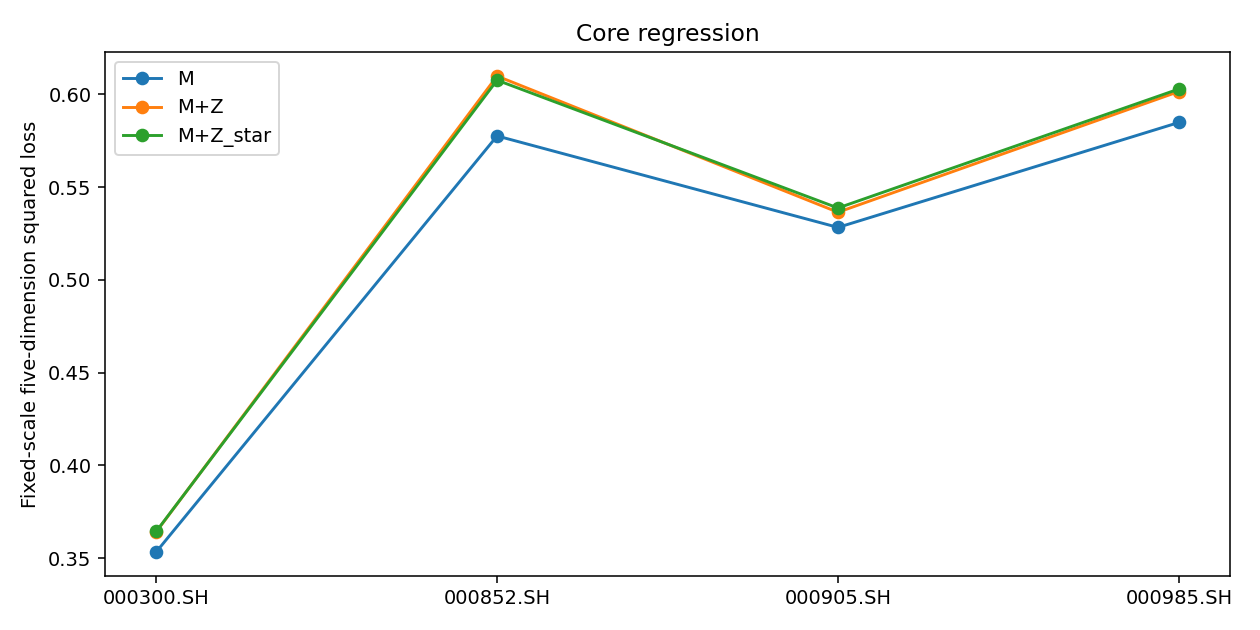 Core regression
M
M+Z
M+Z_star
Fixed-scale five-dimension squared loss
0.60
0.55
0.50
0.45
0.40
0.35
000300.SH
000852.SH
000905.SH
000985.SH